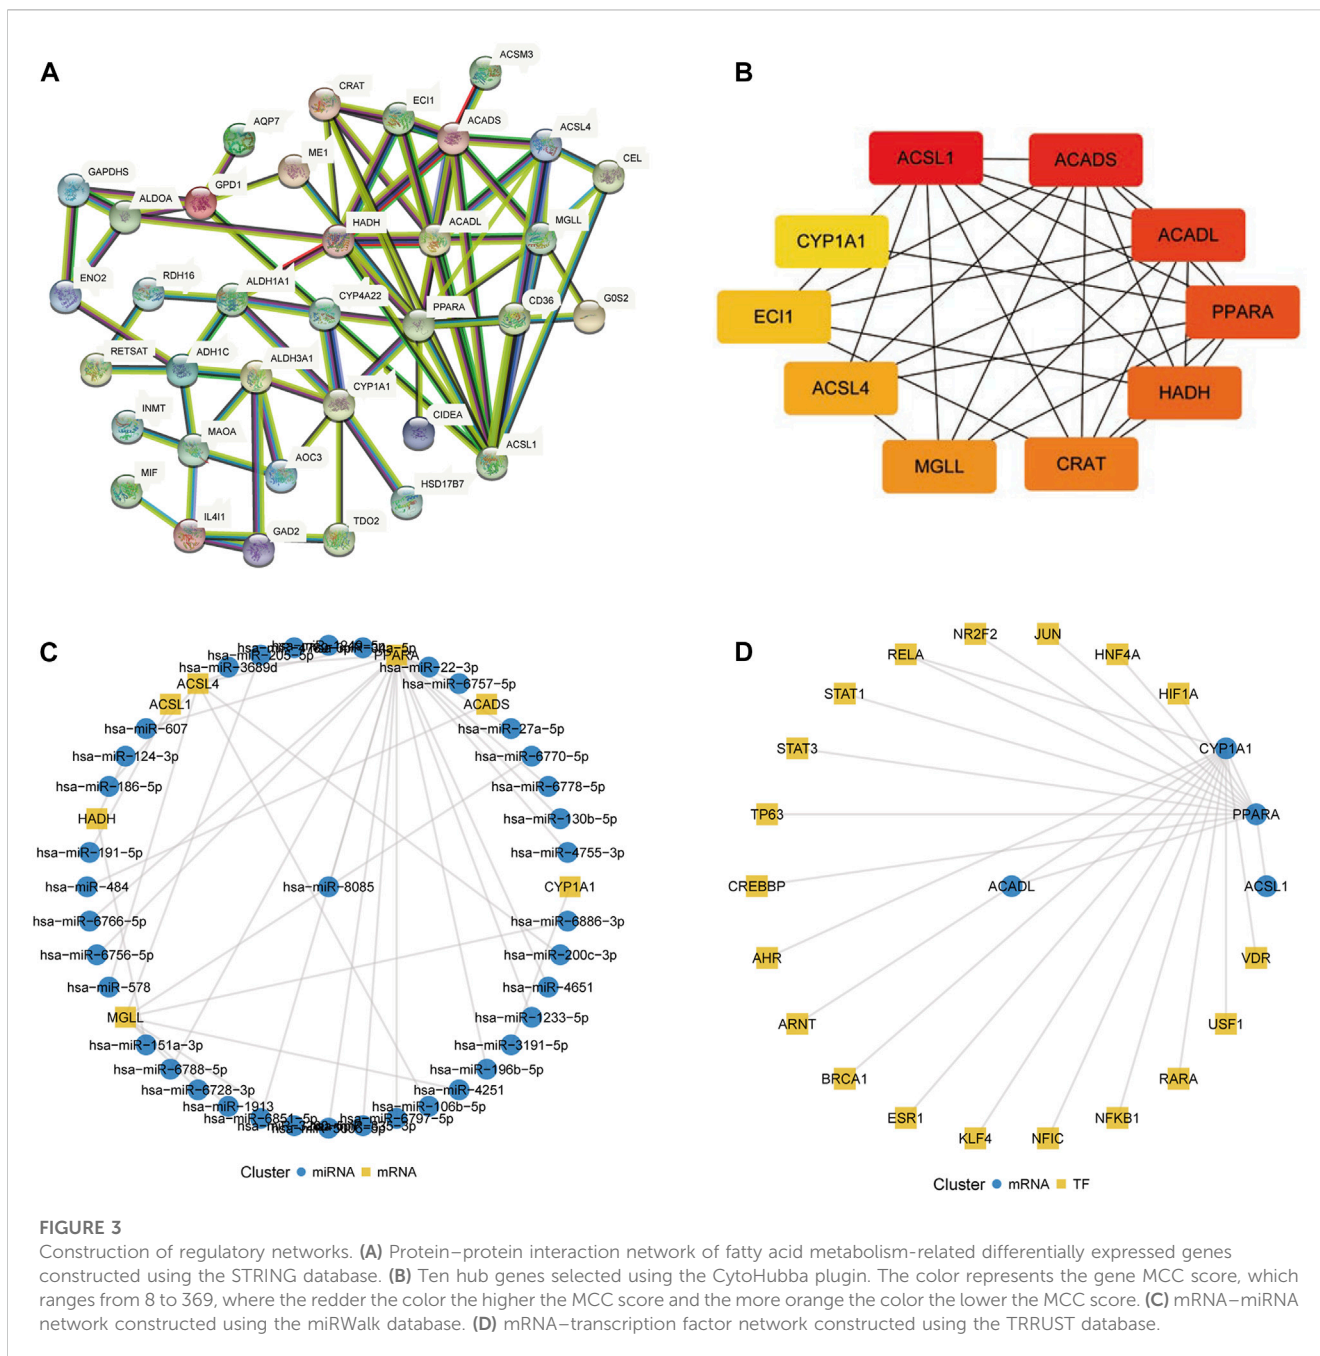 A
ACSM3
CRAT
ECI1
ACADS
AQP7
ACSL4
ME1
CEL
GAPDHS
GPD1
ALDOA
HADH
ACADL
MGLL
ENO2
RDH16
ALDH1A1
CYP4A22
PPARA
CD36
G0S2
RETSAT
ADH1C
ALDH3A1
CYP1A1
INMT
MAOA
CIDEA
ACSL1
AOC3
MIF
HSD17B7
IL4I1
GAD2
TDO2
B
ACSL1
ACADS
CYP1A1
ACADL
ECI1
PPARA
ACSL4
HADH
MGLL
CRAT
C
PPARA
hsa-miR-205-5p
hsa-miR-22-3p
hsa-miR-3689d
ACSL4
hsa-miR-6757-5p
ACSL1
ACADS
hsa-miR-607
hsa-miR-27a-5p
hsa-miR-124-3p
hsa-miR-6770-5p
hsa-miR-186-5p
hsa-miR-6778-5p
HADH
hsa-miR-130b-5p
hsa-miR-191-5p
hsa-miR-4755-3p
hsa-miR-484
hsa-miR-8085
CYP1A1
hsa-miR-6766-5p
hsa-miR-6886-3p
hsa-miR-6756-5p
hsa-miR-200c-3p
hsa-miR-578
hsa-miR-4651
MGLL
hsa-miR-1233-5p
hsa-miR-151a-3p
hsa-miR-3191-5p
hsa-miR-6788-5p
hsa-miR-196b-5p
hsa-miR-6728-3p
hsa-miR-4251
hsa-miR-1913
hsa-miR-106b-5p
hsa-miR-6851-5p
hsa-miR-6797-5p
Cluster miRNA mRNA
D
NR2F2
JUN
RELA
HNF4A
STAT1
HIF1A
STAT3
CYP1A1
TP63
PPARA
CREBBP
ACADL
ACSL1
AHR
VDR
ARNT
USF1
BRCA1
RARA
ESR1
NFKB1
KLF4
NFIC
Cluster mRNA TF
FIGURE 3
Construction of regulatory networks. (A) Protein–protein interaction network of fatty acid metabolism-related differentially expressed genes
constructed using the STRING database. (B) Ten hub genes selected using the CytoHubba plugin. The color represents the gene MCC score, which
ranges from 8 to 369, where the redder the color the higher the MCC score and the more orange the color the lower the MCC score. (C) mRNA–miRNA
network constructed using the miRWalk database. (D) mRNA–transcription factor network constructed using the TRRUST database.